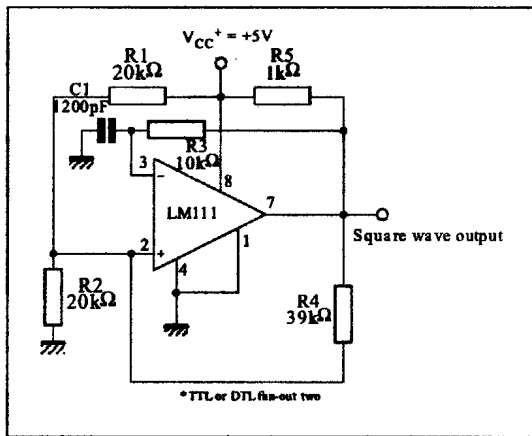 V_CC⁺ = +5V
R1
20kΩ
R5
1kΩ
C1
1200pF
R3
10kΩ
3
−
8
7
LM111
1
2
+
4
Square wave output
R2
20kΩ
R4
39kΩ
*TTL or DTL fan-out two